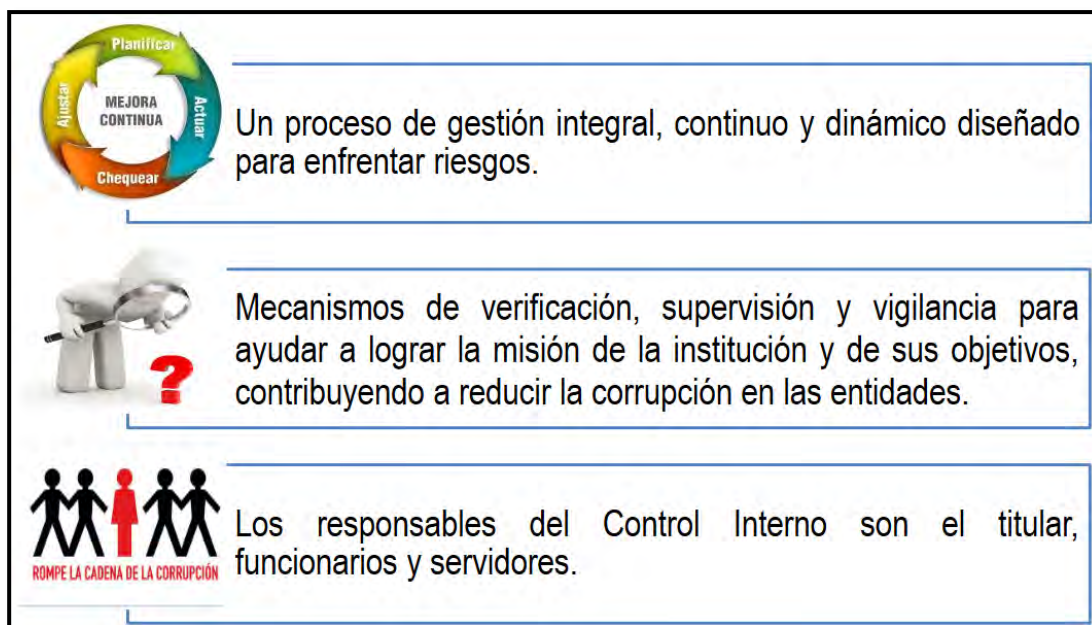 Planificar
Actuar
Chequear
Ajustar
MEJORA
CONTINUA
Un proceso de gestión integral, continuo y dinámico diseñado
para enfrentar riesgos.
?
Mecanismos de verificación, supervisión y vigilancia para
ayudar a lograr la misión de la institución y de sus objetivos,
contribuyendo a reducir la corrupción en las entidades.
ROMPE LA CADENA DE LA CORRUPCIÓN
Los responsables del Control Interno son el titular,
funcionarios y servidores.